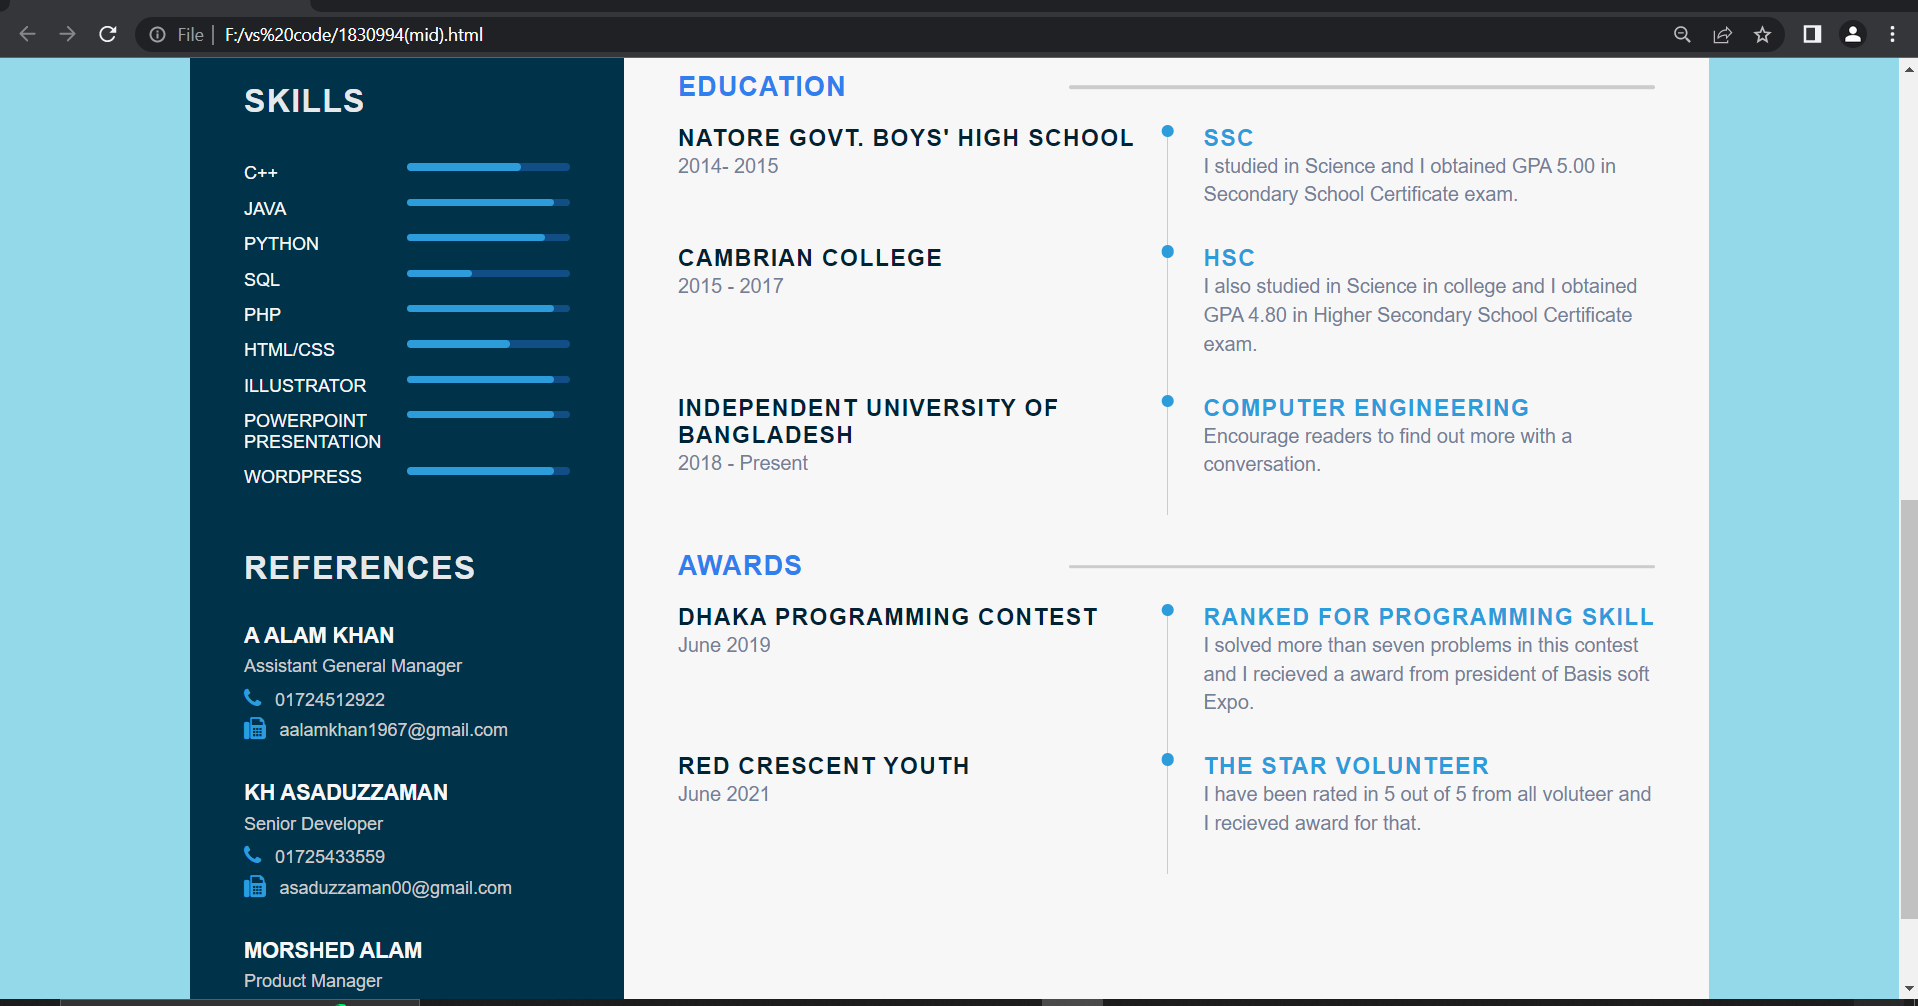 File | F:/vs%20code/1830994(mid).html
SKILLS
C++
JAVA
PYTHON
SQL
PHP
HTML/CSS
ILLUSTRATOR
POWERPOINT
PRESENTATION
WORDPRESS
REFERENCES
A ALAM KHAN
Assistant General Manager
01724512922
aalamkhan1967@gmail.com
KH ASADUZZAMAN
Senior Developer
01725433559
asaduzzaman00@gmail.com
MORSHED ALAM
Product Manager
EDUCATION
NATORE GOVT. BOYS' HIGH SCHOOL
2014- 2015
SSC
I studied in Science and I obtained GPA 5.00 in
Secondary School Certificate exam.
CAMBRIAN COLLEGE
2015 - 2017
HSC
I also studied in Science in college and I obtained
GPA 4.80 in Higher Secondary School Certificate
exam.
INDEPENDENT UNIVERSITY OF
BANGLADESH
2018 - Present
COMPUTER ENGINEERING
Encourage readers to find out more with a
conversation.
AWARDS
DHAKA PROGRAMMING CONTEST
June 2019
RANKED FOR PROGRAMMING SKILL
I solved more than seven problems in this contest
and I recieved a award from president of Basis soft
Expo.
RED CRESCENT YOUTH
June 2021
THE STAR VOLUNTEER
I have been rated in 5 out of 5 from all voluteer and
I recieved award for that.